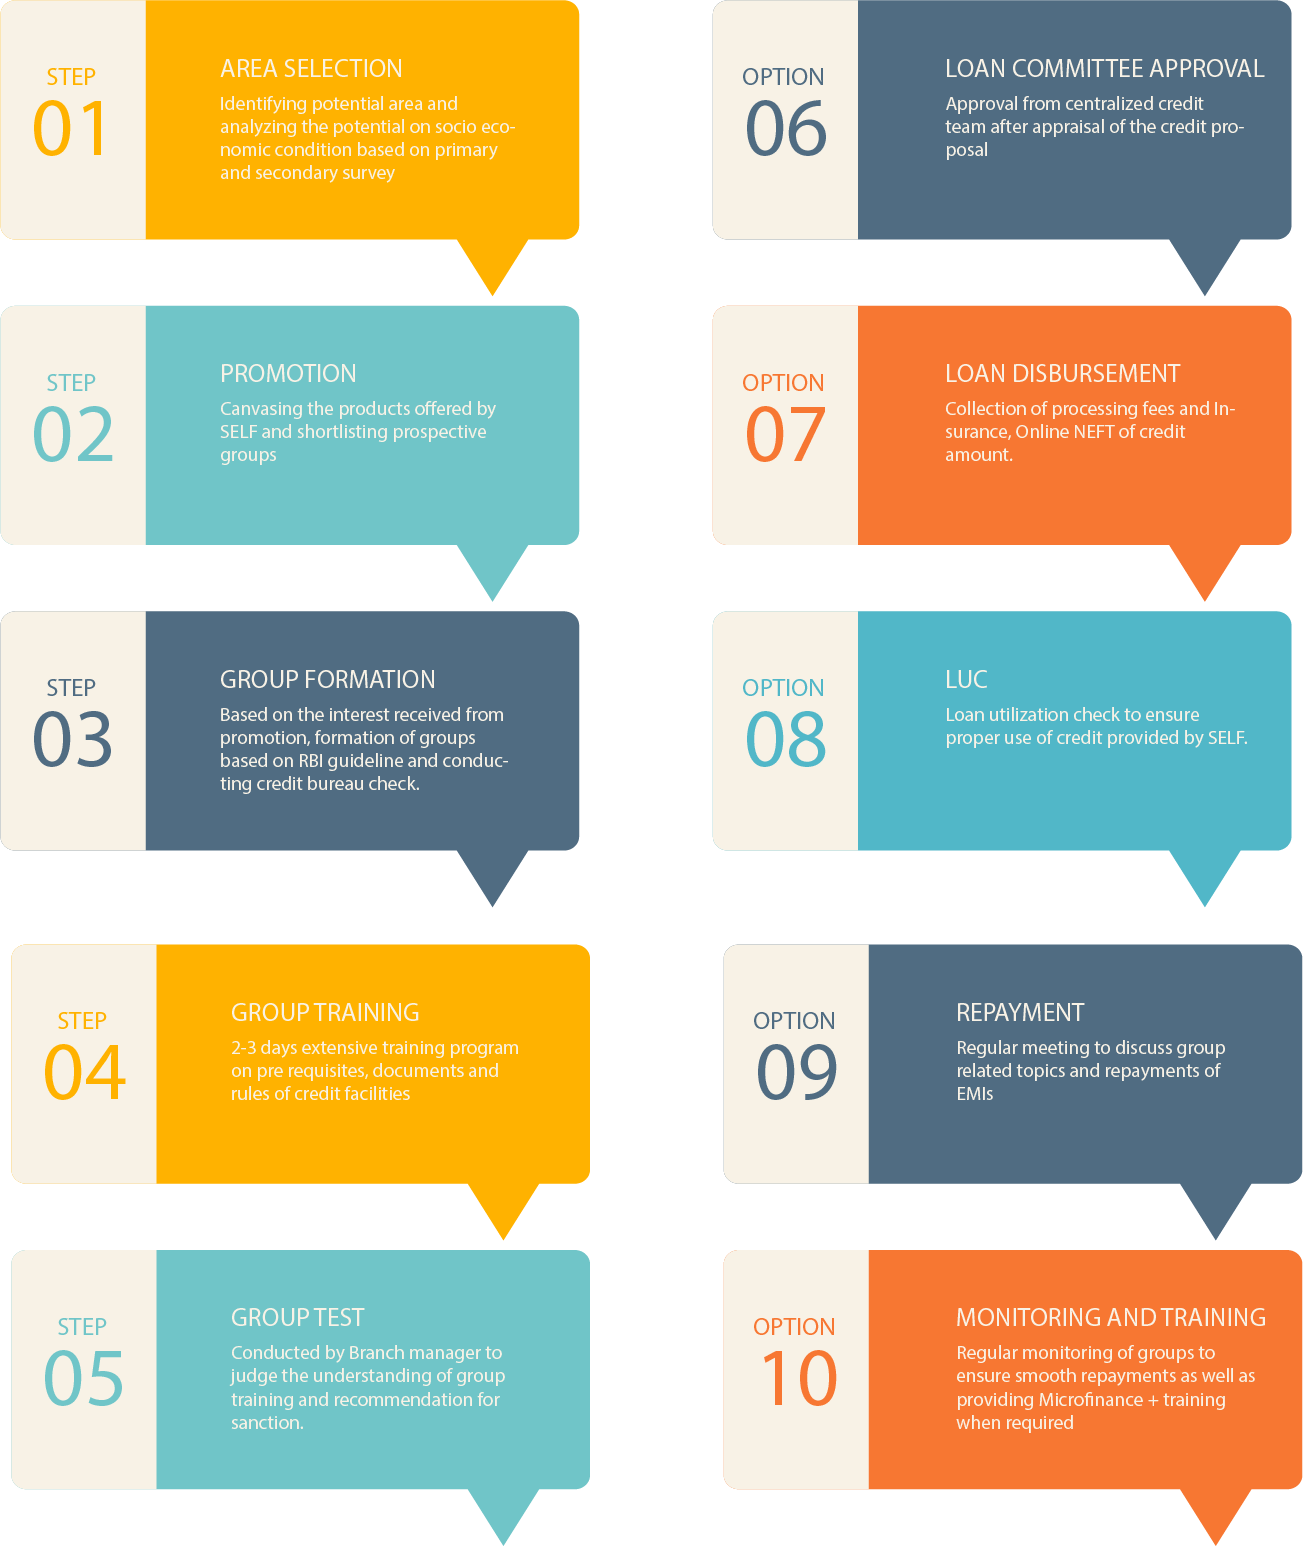 STEP
01
AREA SELECTION
Identifying potential area and
analyzing the potential on socio eco-
nomic condition based on primary
and secondary survey
STEP
02
PROMOTION
Canvasing the products offered by
SELF and shortlisting prospective
groups
STEP
03
GROUP FORMATION
Based on the interest received from
promotion, formation of groups
based on RBI guideline and conduc-
ting credit bureau check.
STEP
04
GROUP TRAINING
2-3 days extensive training program
on pre requisites, documents and
rules of credit facilities
STEP
05
GROUP TEST
Conducted by Branch manager to
judge the understanding of group
training and recommendation for
sanction.
OPTION
06
LOAN COMMITTEE APPROVAL
Approval from centralized credit
team after appraisal of the credit pro-
posal
OPTION
07
LOAN DISBURSEMENT
Collection of processing fees and In-
surance, Online NEFT of credit
amount.
OPTION
08
LUC
Loan utilization check to ensure
proper use of credit provided by SELF.
OPTION
09
REPAYMENT
Regular meeting to discuss group
related topics and repayments of
EMIs
OPTION
10
MONITORING AND TRAINING
Regular monitoring of groups to
ensure smooth repayments as well as
providing Microfinance + training
when required